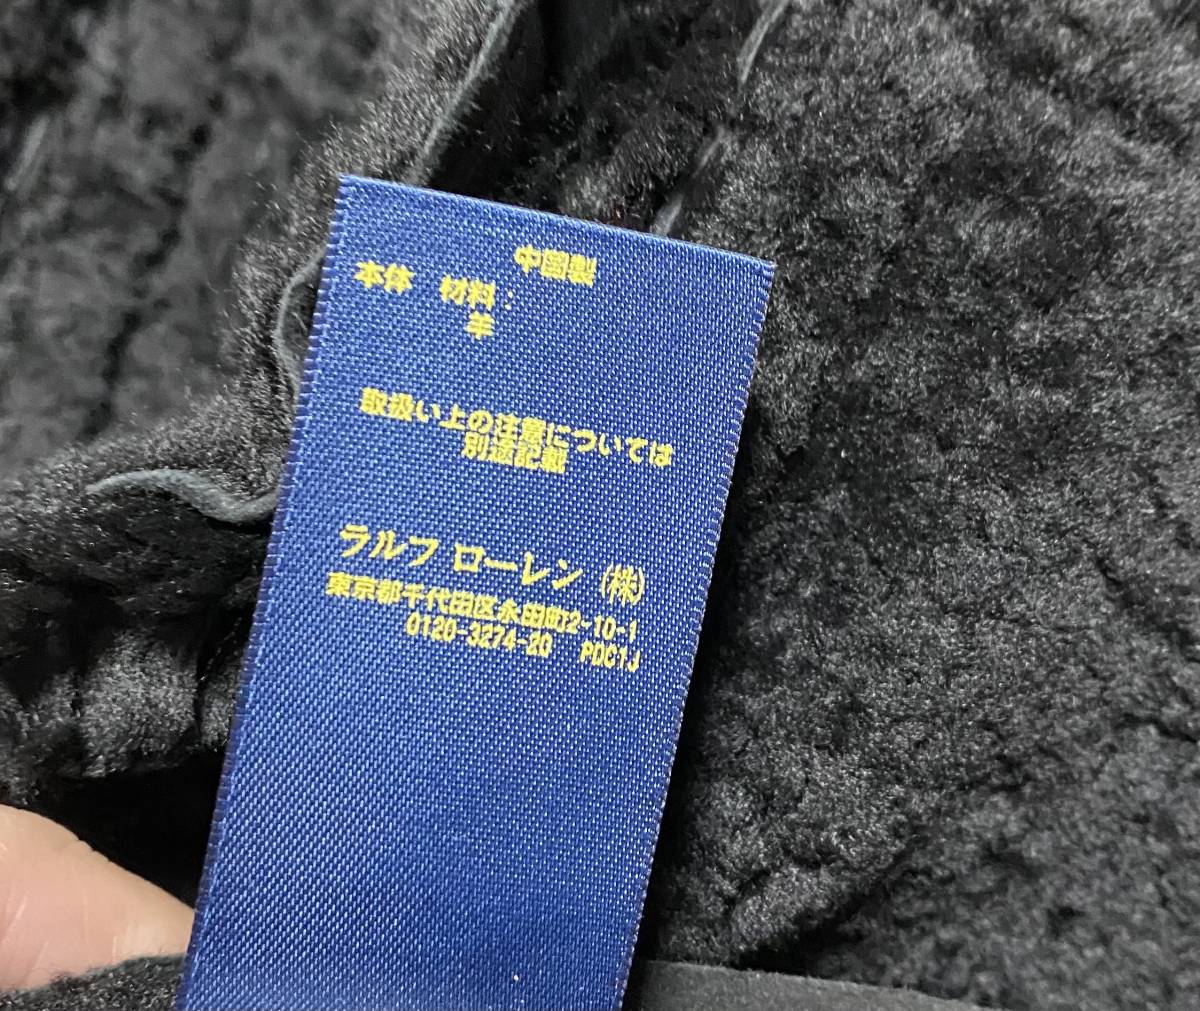 中国製
本体 材料：
羊
取扱い上の注意については
別途記載
ラルフ ローレン (株)
東京都千代田区永田町2-10-1
0120-3274-20 PDC1J